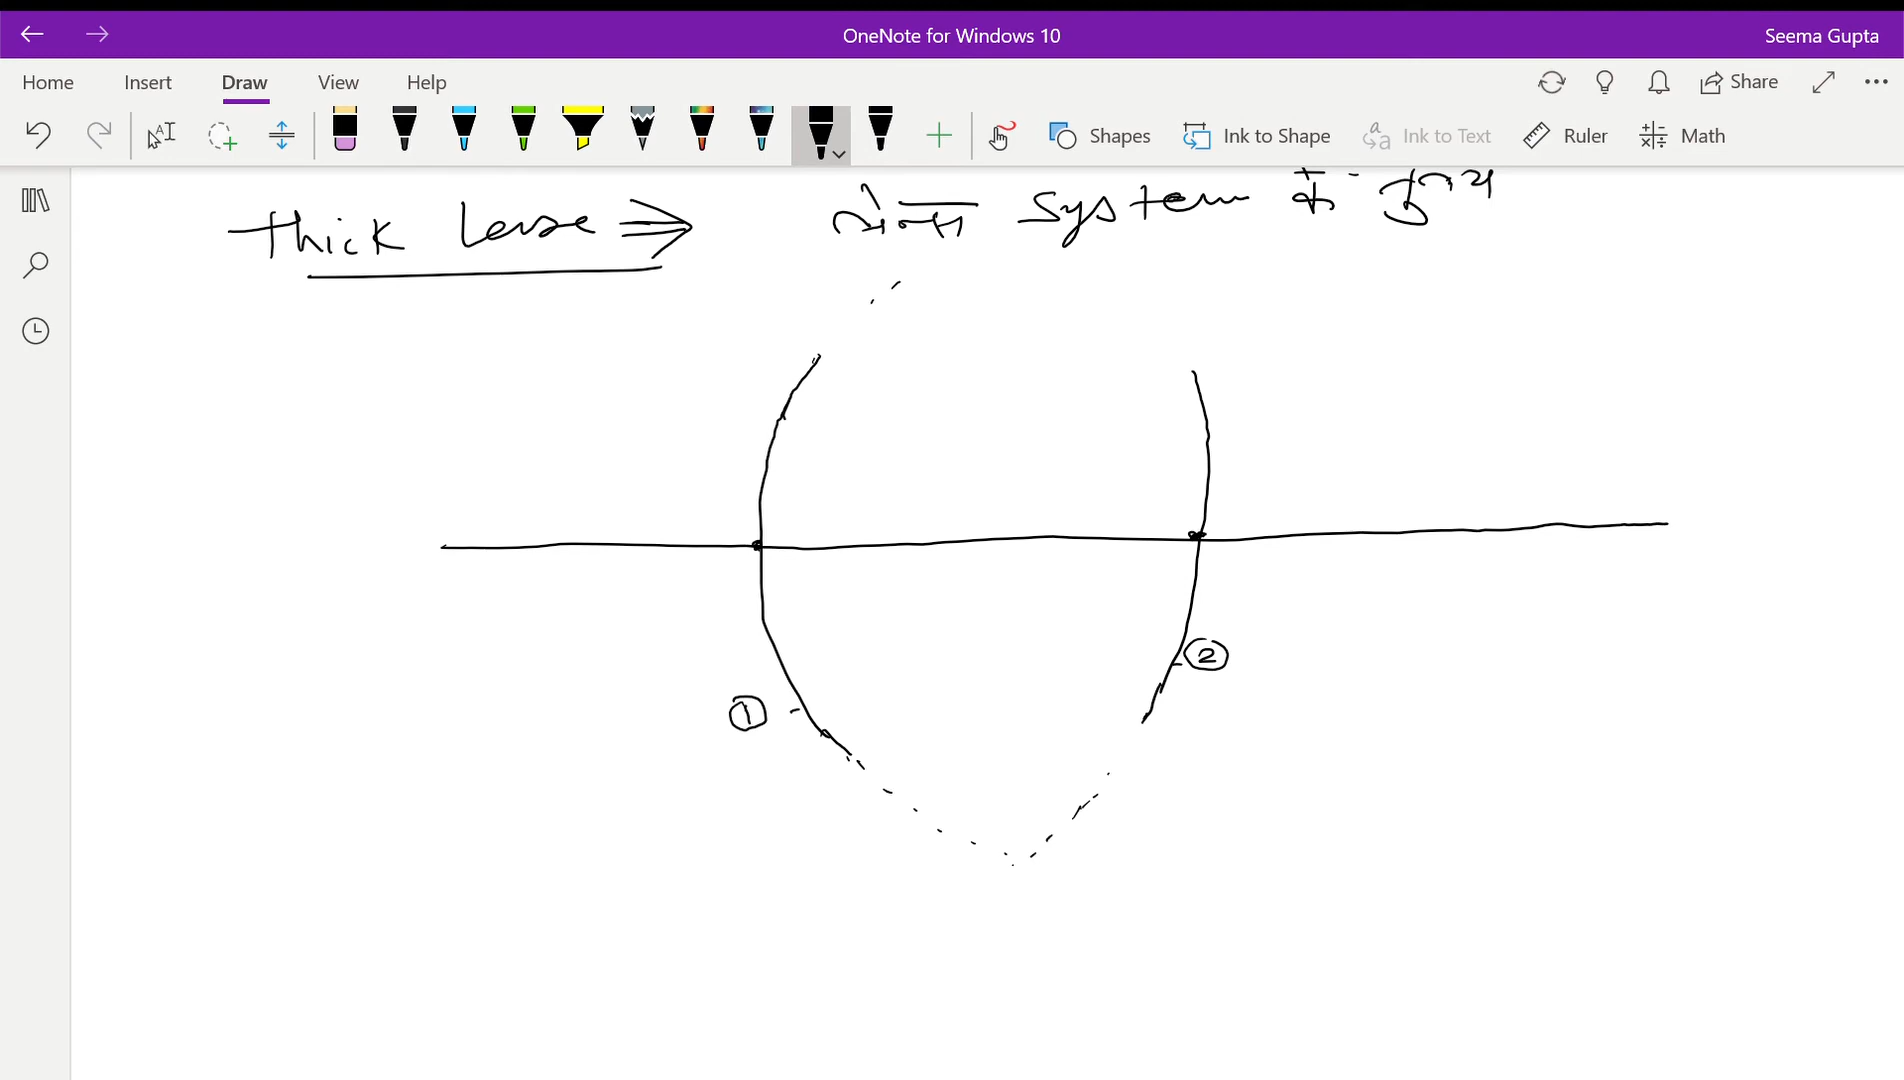 OneNote for Windows 10 Seema Gupta
Home Insert Draw View Help Share
Shapes Ink to Shape Ink to Text Ruler Math
thick lense ⇒ system के
2
1